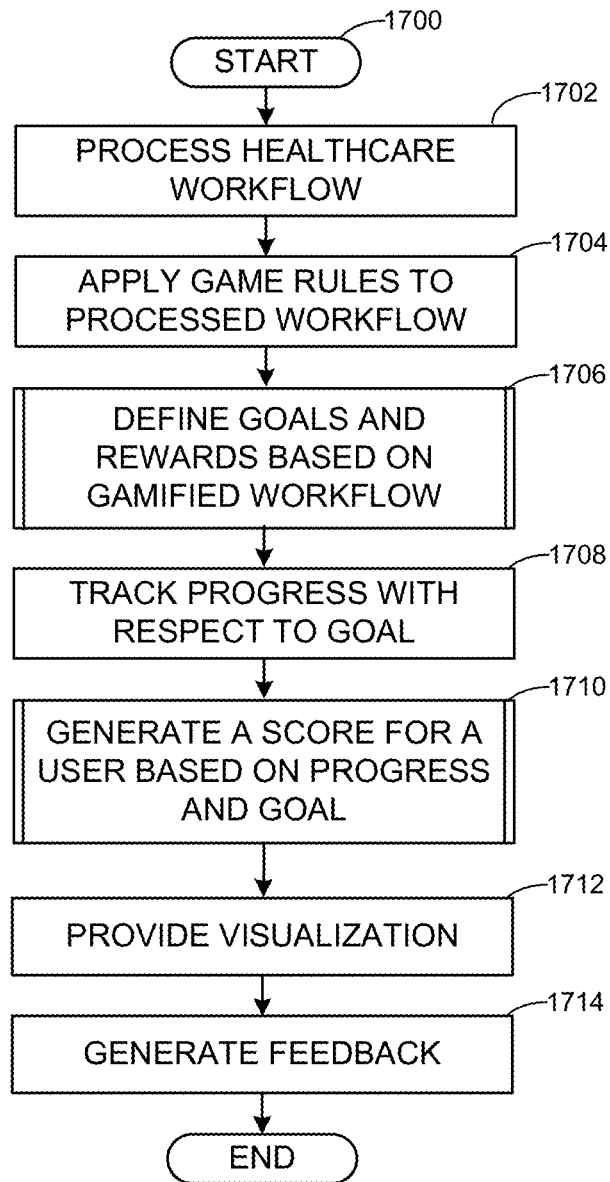 1700
START
1702
PROCESS HEALTHCARE
WORKFLOW
1704
APPLY GAME RULES TO
PROCESSED WORKFLOW
1706
DEFINE GOALS AND
REWARDS BASED ON
GAMIFIED WORKFLOW
1708
TRACK PROGRESS WITH
RESPECT TO GOAL
1710
GENERATE A SCORE FOR A
USER BASED ON PROGRESS
AND GOAL
1712
PROVIDE VISUALIZATION
1714
GENERATE FEEDBACK
END